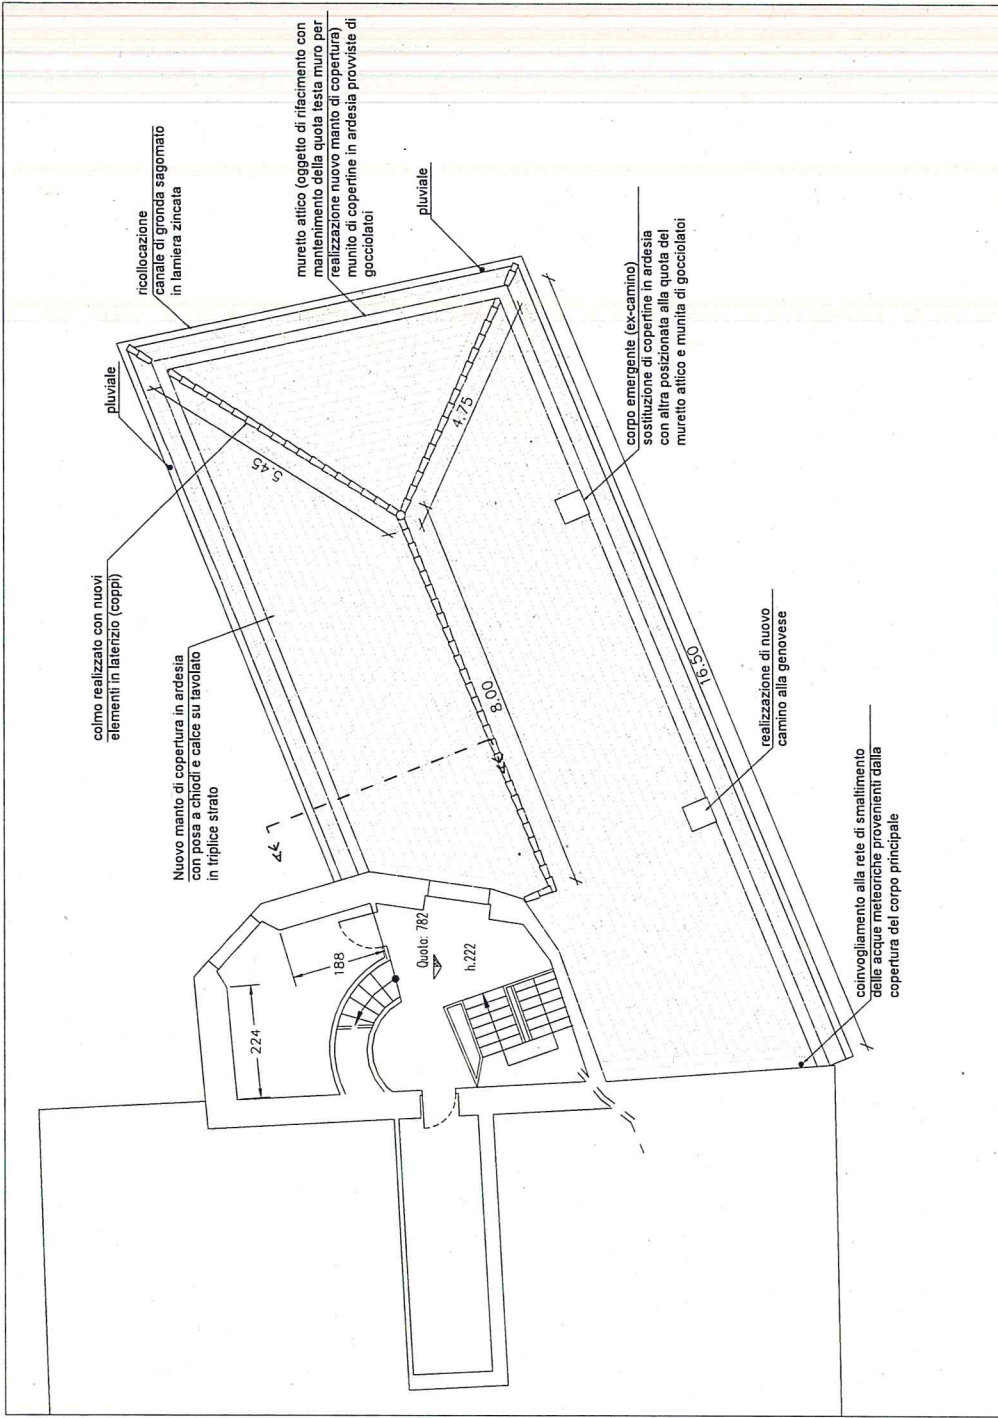 ricollocazione
canale di gronda sagomato
in lamiera zincata
muretto attico (oggetto di rifacimento con
mantenimento della quota testa muro per
realizzazione nuovo manto di copertura)
munito di copertine in ardesia provviste di
gocciolatoi
pluviale
pluviale
colmo realizzato con nuovi
elementi in laterizio (coppi)
Nuovo manto di copertura in ardesia
con posa a chiodi e calce su tavolato
in triplice strato
5.45
4.75
8.00
16.50
corpo emergente (ex-camino)
sostituzione di copertine in ardesia
con altra posizionata alla quota del
muretto attico e munita di gocciolatoi
realizzazione di nuovo
camino alla genovese
coinvogliamento alla rete di smaltimento
delle acque meteoriche provenienti dalla
copertura del corpo principale
188
224
Quota: 782
h.222